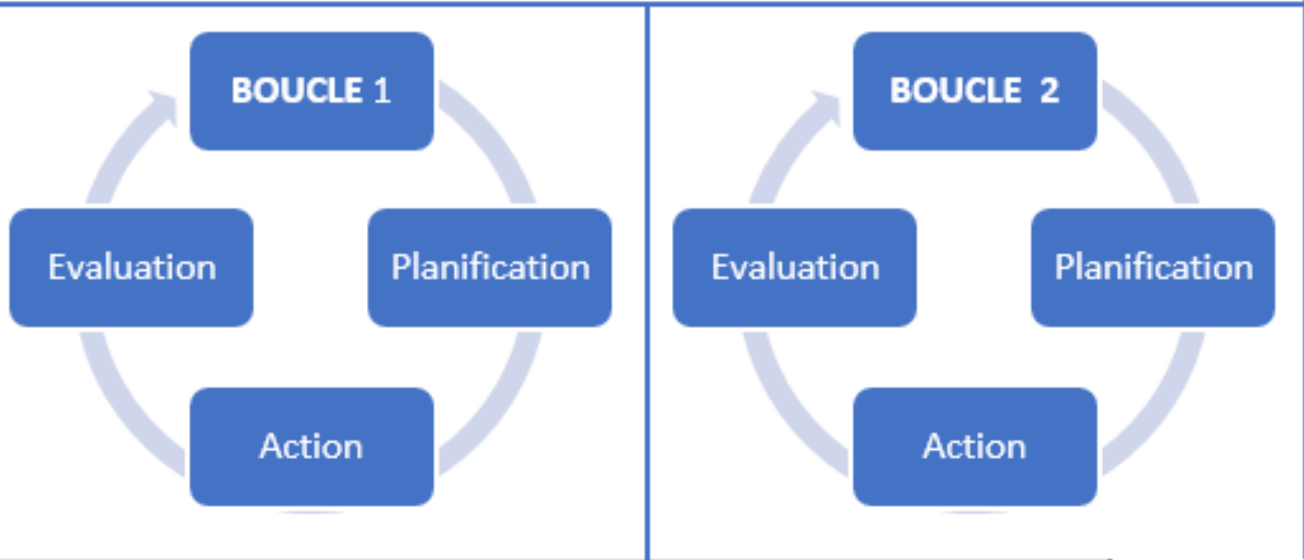 BOUCLE 1
Evaluation
Planification
Action
BOUCLE 2
Evaluation
Planification
Action